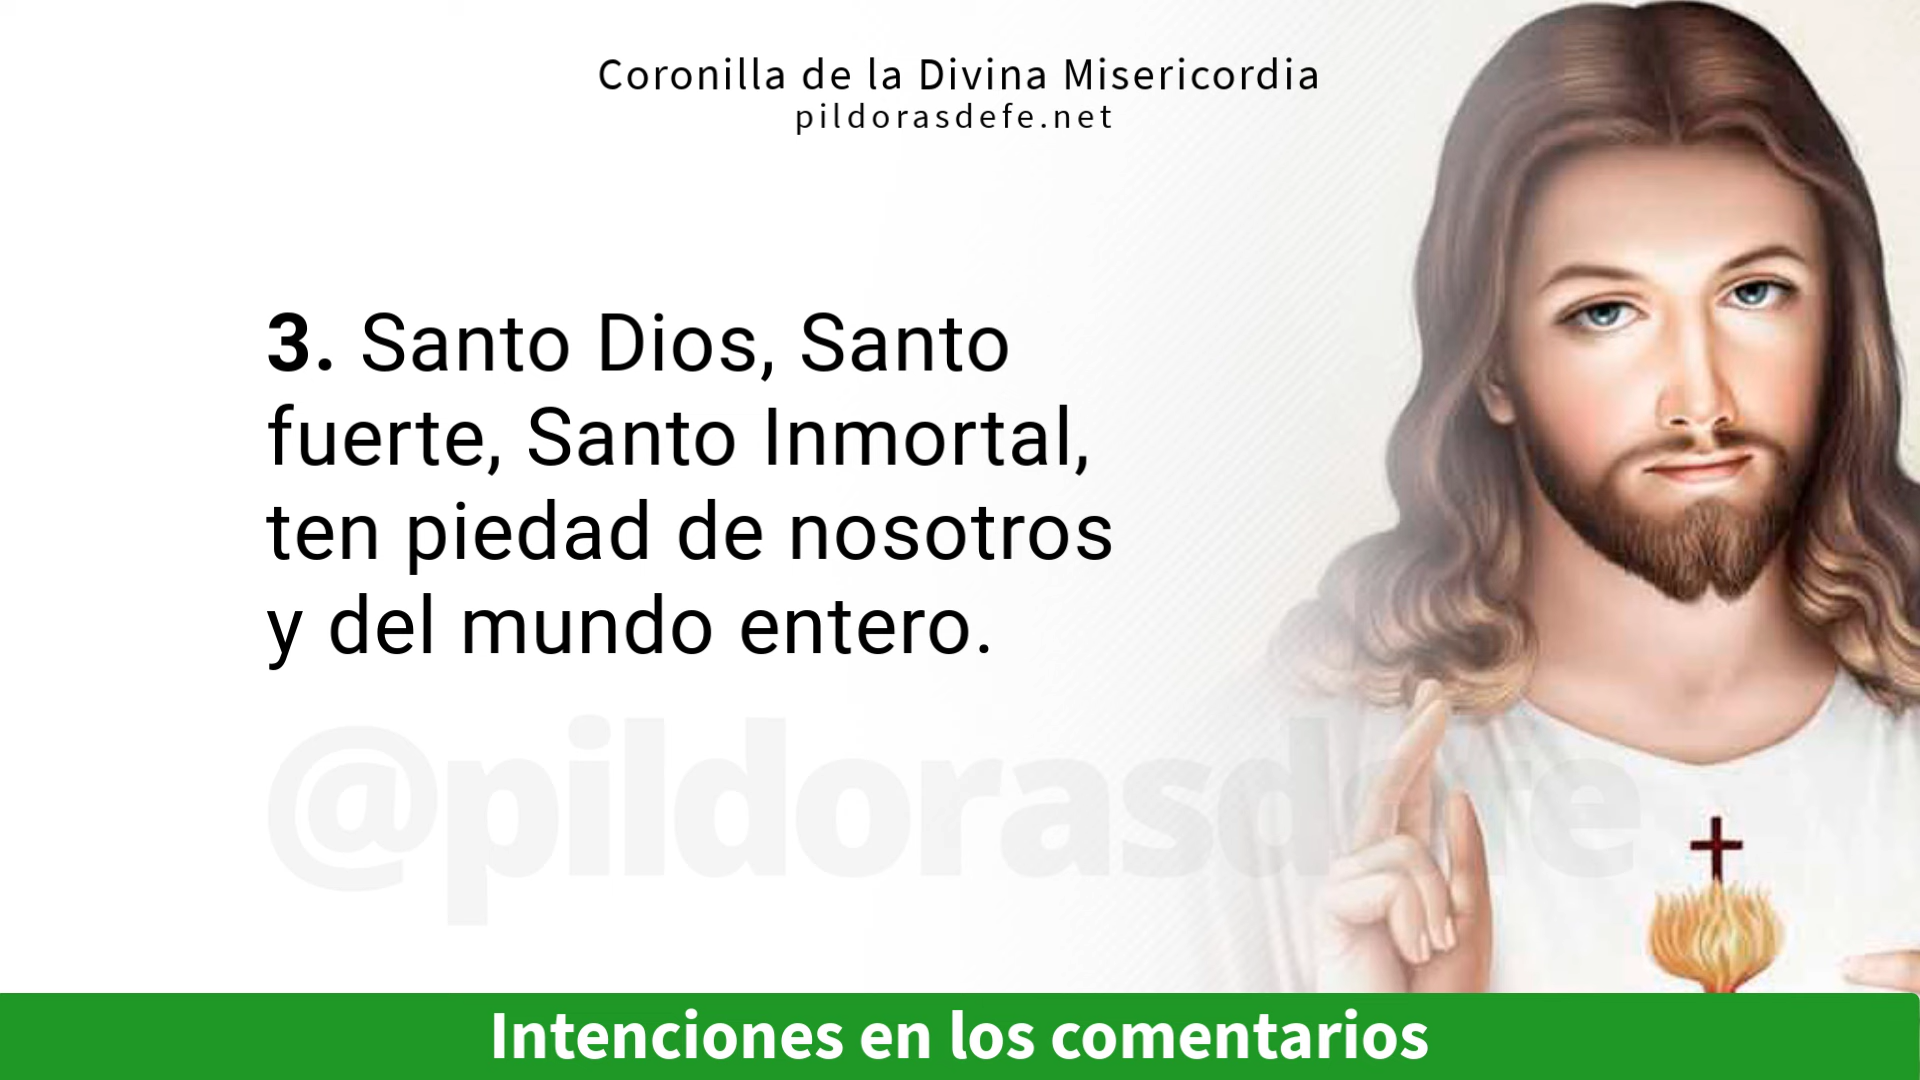 Coronilla de la Divina Misericordia
pildorasdefe.net
3. Santo Dios, Santo
fuerte, Santo Inmortal,
ten piedad de nosotros
y del mundo entero.
@pildorasdefe
Intenciones en los comentarios